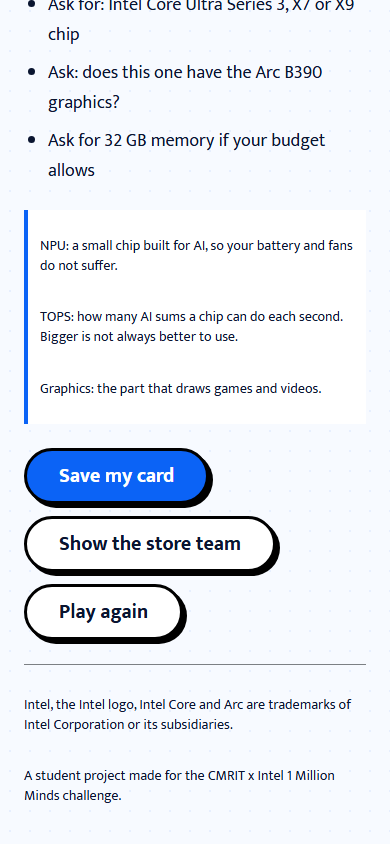 Ask for: Intel Core Ultra Series 3, X7 or X9
chip
Ask: does this one have the Arc B390
graphics?
Ask for 32 GB memory if your budget
allows
NPU: a small chip built for AI, so your battery and fans
do not suffer.
TOPS: how many AI sums a chip can do each second.
Bigger is not always better to use.
Graphics: the part that draws games and videos.
Save my card
Show the store team
Play again
Intel, the Intel logo, Intel Core and Arc are trademarks of
Intel Corporation or its subsidiaries.
A student project made for the CMRIT x Intel 1 Million
Minds challenge.